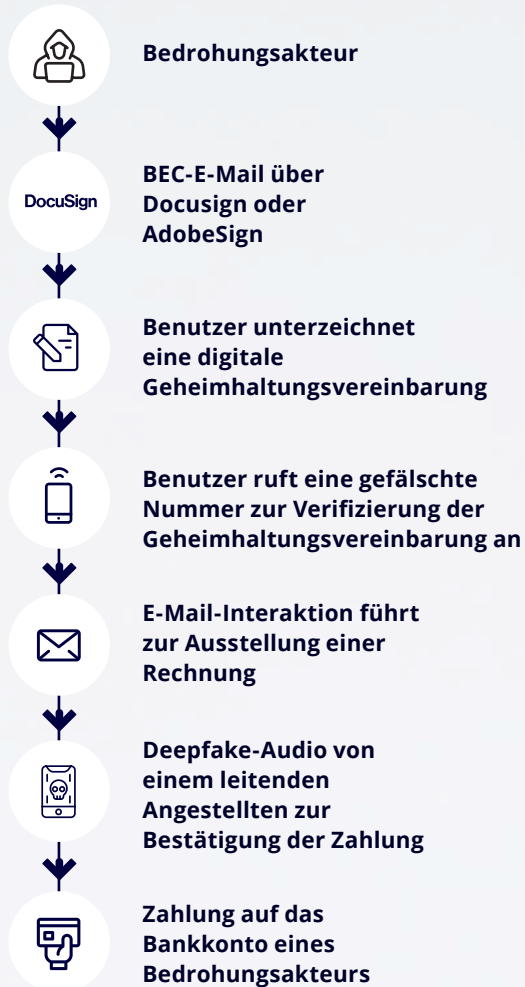 Bedrohungsakteur
DocuSign
BEC-E-Mail über
Docusign oder
AdobeSign
Benutzer unterzeichnet
eine digitale
Geheimhaltungsvereinbarung
Benutzer ruft eine gefälschte
Nummer zur Verifizierung der
Geheimhaltungsvereinbarung an
E-Mail-Interaktion führt
zur Ausstellung einer
Rechnung
Deepfake-Audio von
einem leitenden
Angestellten zur
Bestätigung der Zahlung
Zahlung auf das
Bankkonto eines
Bedrohungsakteurs